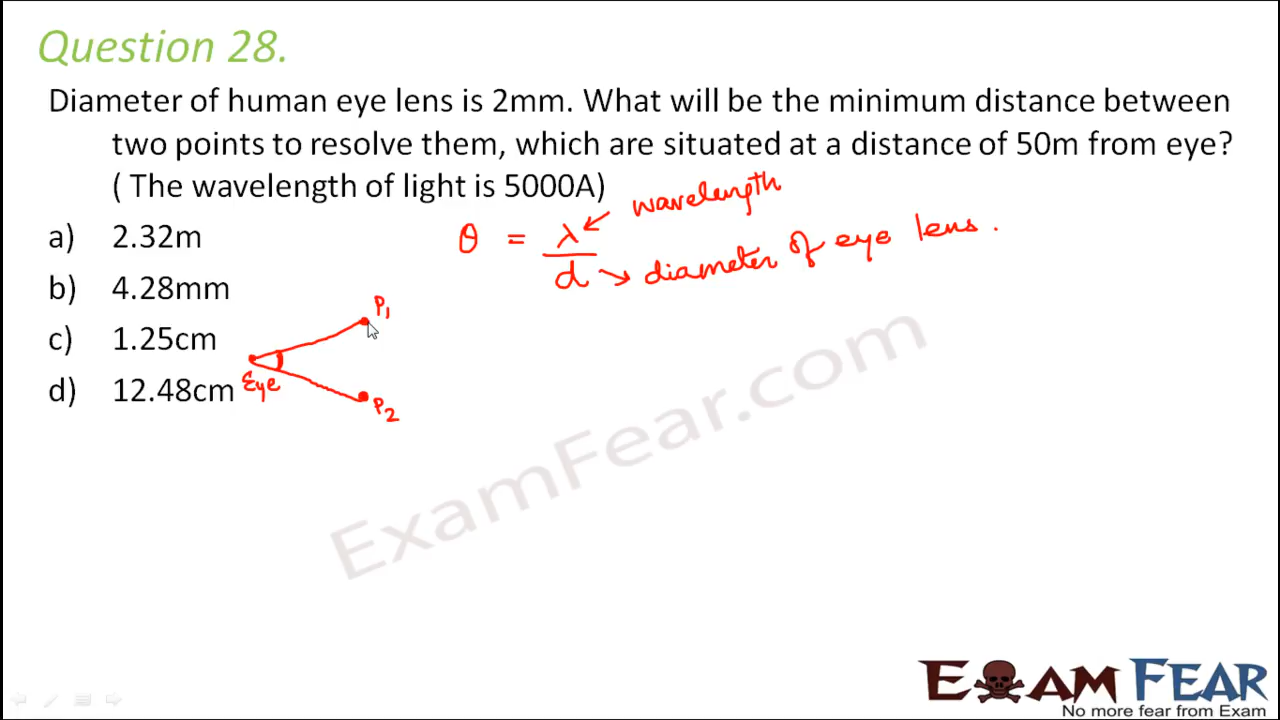 Question 28.
Diameter of human eye lens is 2mm. What will be the minimum distance between
two points to resolve them, which are situated at a distance of 50m from eye?
( The wavelength of light is 5000A)
a) 2.32m
b) 4.28mm
c) 1.25cm
d) 12.48cm
θ = λ/d
wavelength
diameter of eye lens.
P1
Eye
P2
ExamFear.com
EXAM FEAR
No more fear from Exam